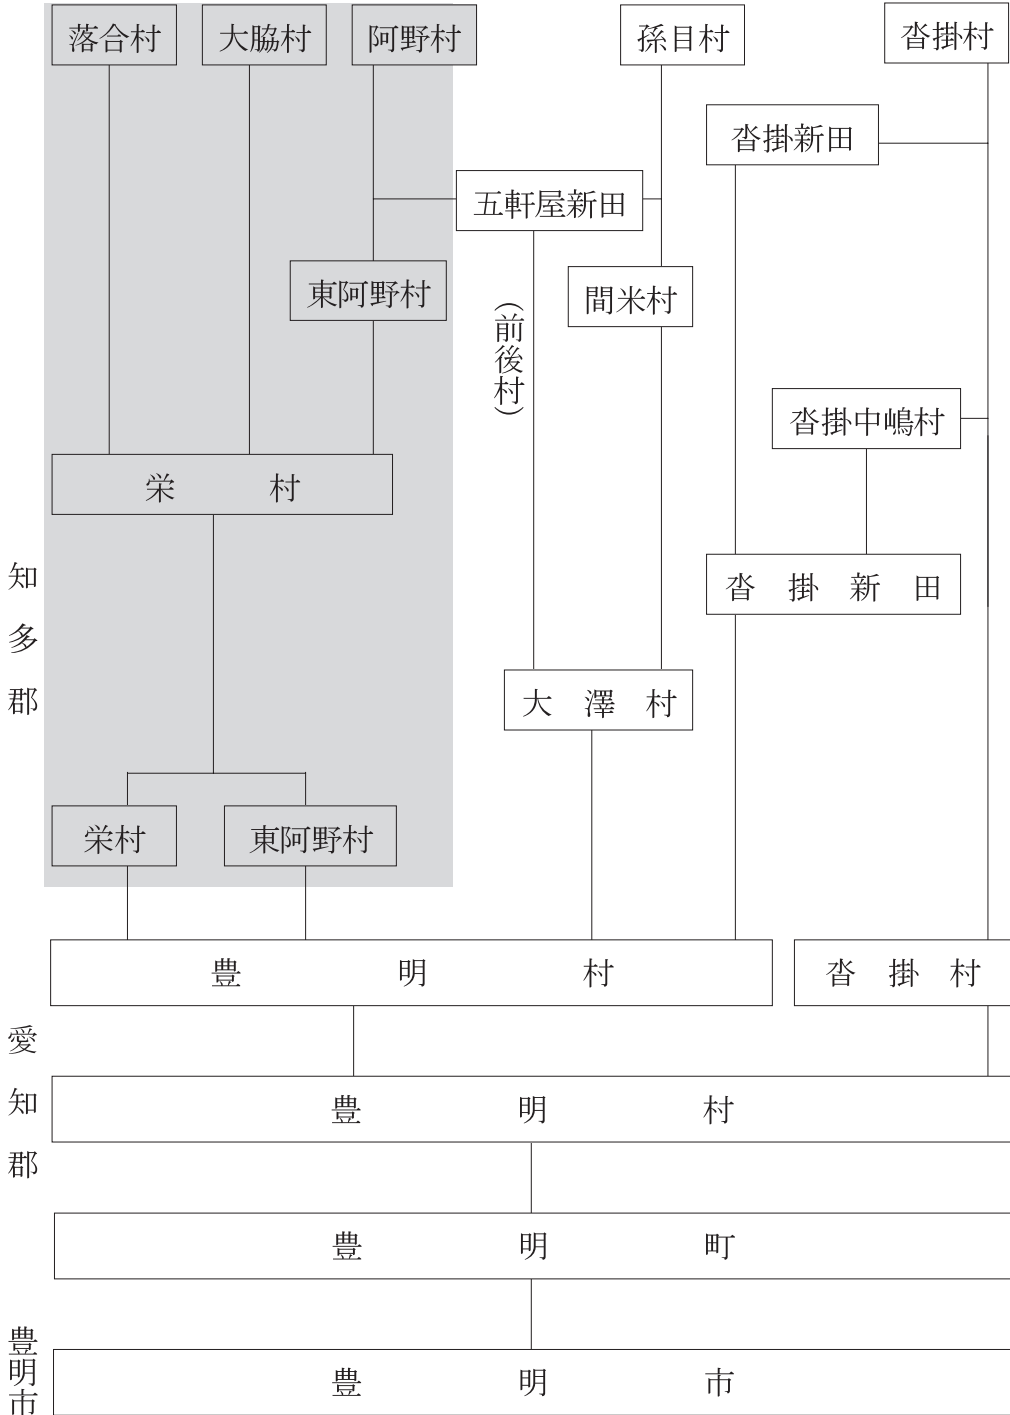 落合村
大脇村
阿野村
孫目村
沓掛村
沓掛新田
五軒屋新田
東阿野村
間米村
(前後村)
沓掛中嶋村
栄村
沓掛新田
大澤村
栄村
東阿野村
知多郡
豊明村
沓掛村
愛知郡
豊明村
豊明町
豊明市
豊明市